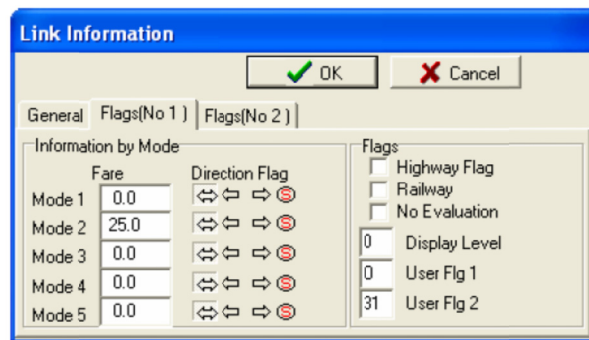 Link Information
OK Cancel
General Flags(No 1 ) Flags(No 2 )
Information by Mode Flags
Fare Direction Flag Highway Flag
Mode 1 0.0 S Railway
Mode 2 25.0 S No Evaluation
Mode 3 0.0 S 0 Display Level
Mode 4 0.0 S 0 User Flg 1
Mode 5 0.0 S 31 User Flg 2